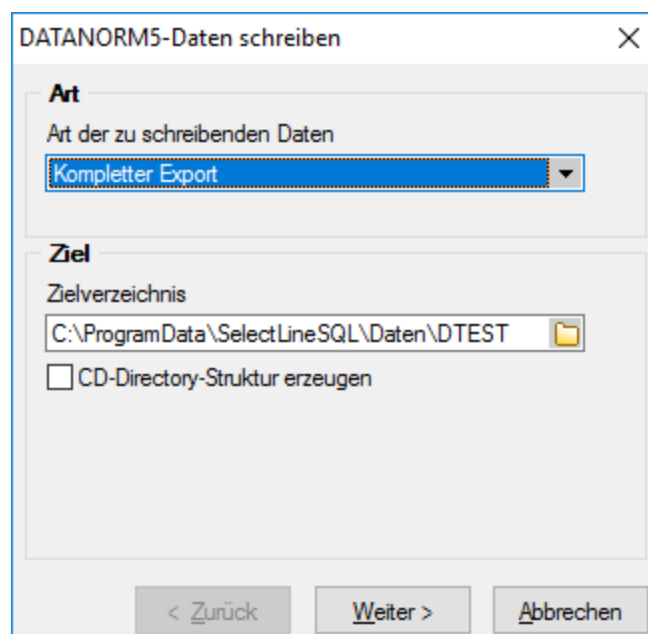 DATANORM5-Daten schreiben
Art
Art der zu schreibenden Daten
Kompletter Export
Ziel
Zielverzeichnis
C:\ProgramData\SelectLineSQL\Daten\DTEST
CD-Directory-Struktur erzeugen
< Zurück Weiter > Abbrechen